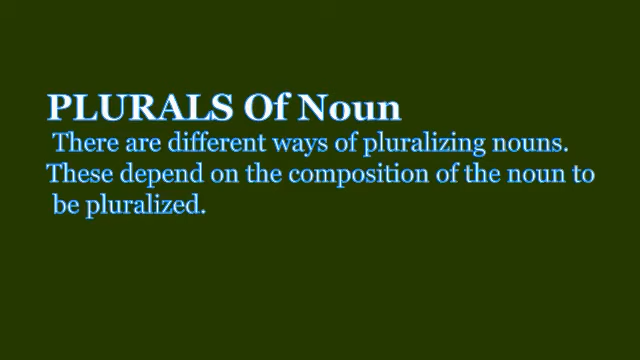 PLURALS Of Noun
There are different ways of pluralizing nouns.
These depend on the composition of the noun to
be pluralized.